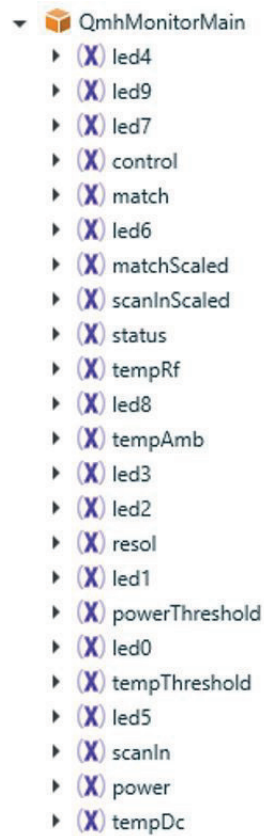 QmhMonitorMain
(X) led4
(X) led9
(X) led7
(X) control
(X) match
(X) led6
(X) matchScaled
(X) scanInScaled
(X) status
(X) tempRf
(X) led8
(X) tempAmb
(X) led3
(X) led2
(X) resol
(X) led1
(X) powerThreshold
(X) led0
(X) tempThreshold
(X) led5
(X) scanIn
(X) power
(X) tempDc